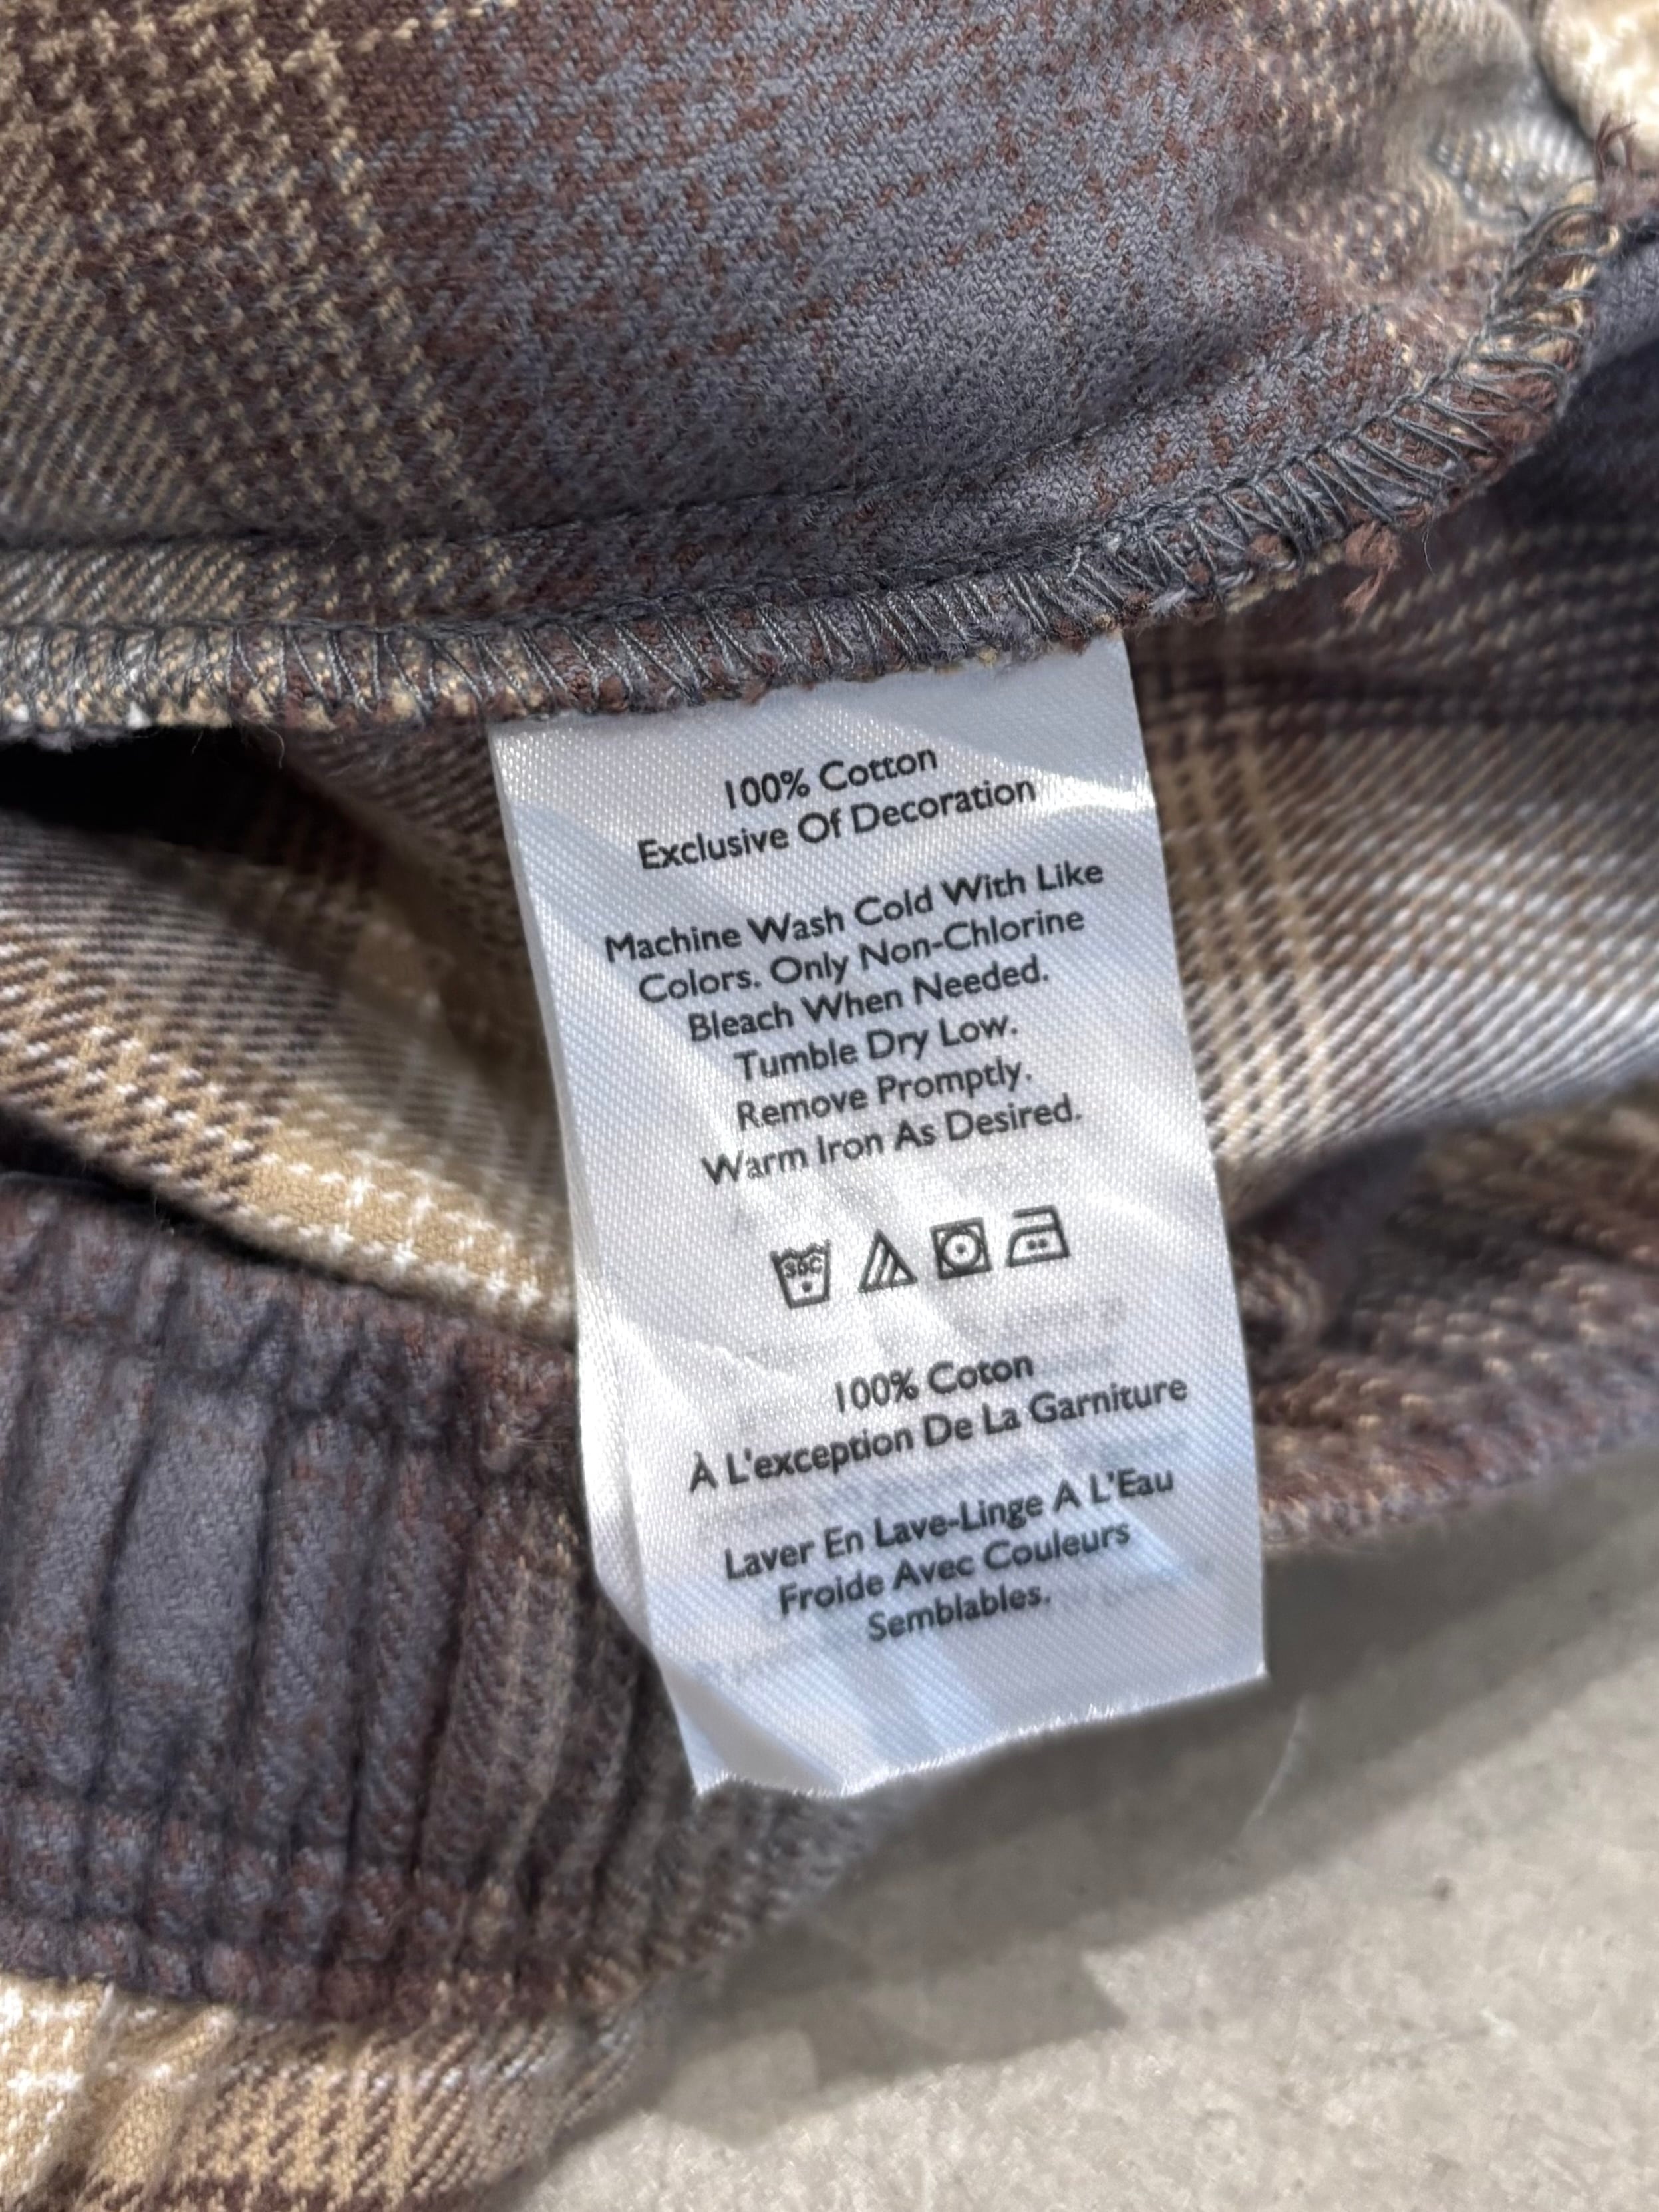 100% Cotton
Exclusive Of Decoration
Machine Wash Cold With Like
Colors. Only Non-Chlorine
Bleach When Needed.
Tumble Dry Low.
Remove Promptly.
Warm Iron As Desired.
30C
100% Coton
À L'exception De La Garniture
Laver En Lave-Linge A L'Eau
Froide Avec Couleurs
Semblables.